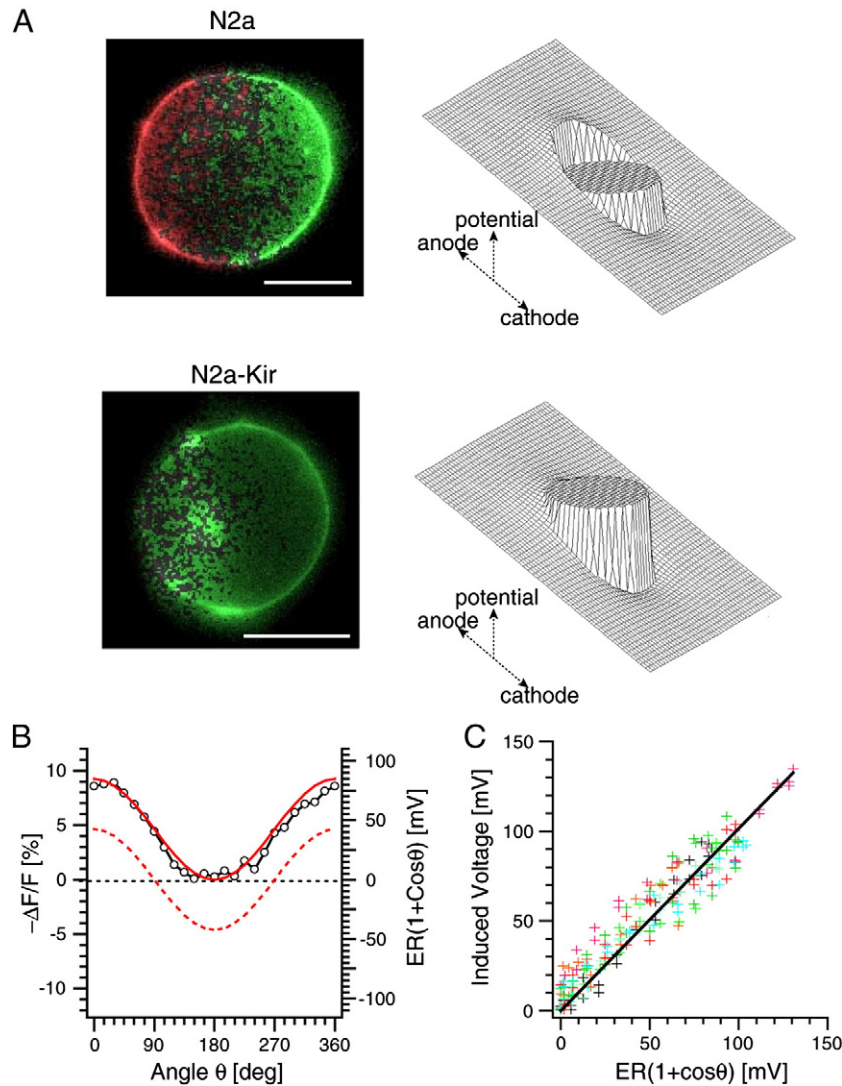 A
N2a
potential
anode
cathode
N2a-Kir
potential
anode
cathode
B
10
5
0
-5
-10
−ΔF/F [%]
100
50
0
-50
-100
ER(1+Cosθ) [mV]
0 90 180 270 360
Angle θ [deg]
C
150
100
50
0
Induced Voltage [mV]
0 50 100 150
ER(1+cosθ) [mV]